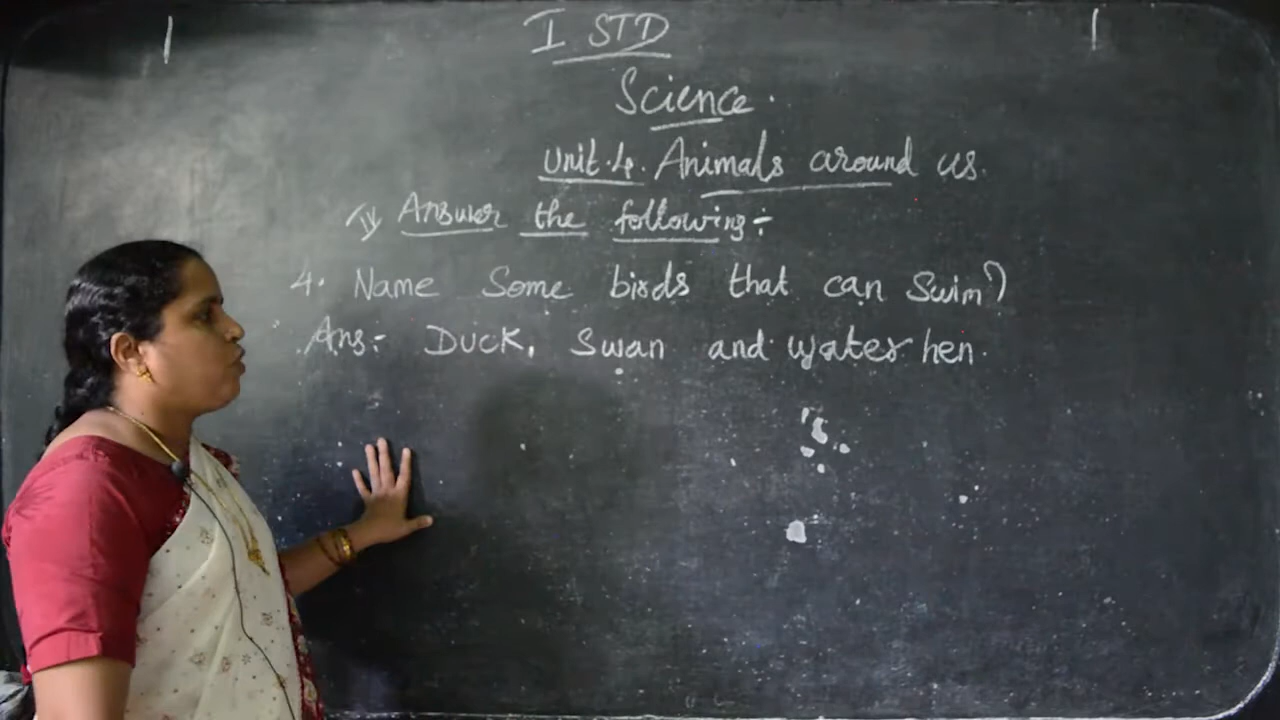 I STD
Science.
Unit.4. Animals around us.
IV Answer the following:-
4. Name Some birds that can Swim?
Ans:- Duck, Swan and water hen.